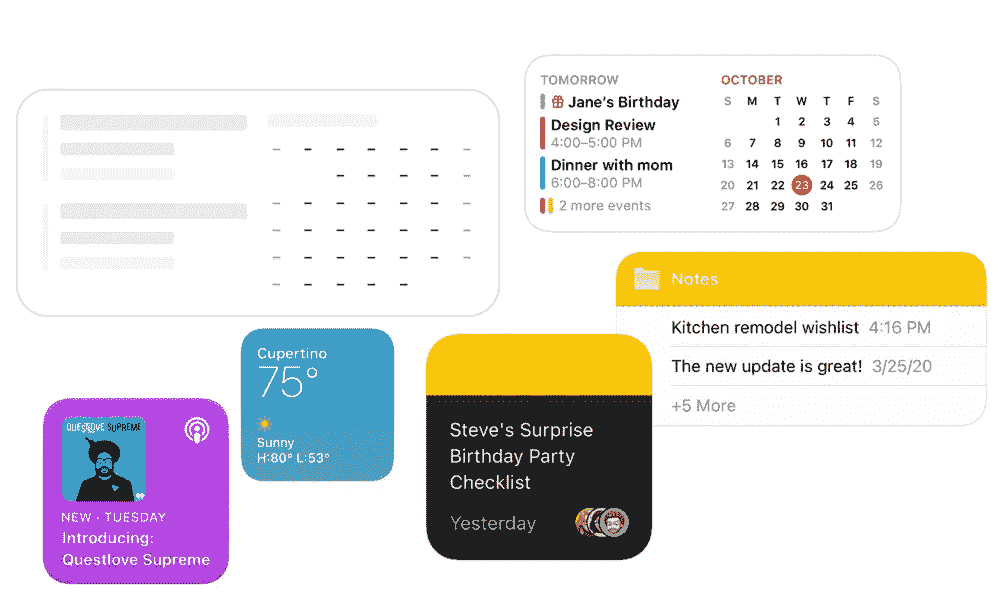 TOMORROW
Jane's Birthday
Design Review
4:00–5:00 PM
Dinner with mom
6:00–8:00 PM
2 more events
OCTOBER
S M T W T F S
1 2 3 4 5
6 7 8 9 10 11 12
13 14 15 16 17 18 19
20 21 22 23 24 25 26
27 28 29 30 31
Notes
Kitchen remodel wishlist 4:16 PM
The new update is great! 3/25/20
+5 More
Cupertino
75°
Sunny
H:80° L:53°
Steve's Surprise
Birthday Party
Checklist
Yesterday
QUESTLOVE SUPREME
NEW · TUESDAY
Introducing:
Questlove Supreme